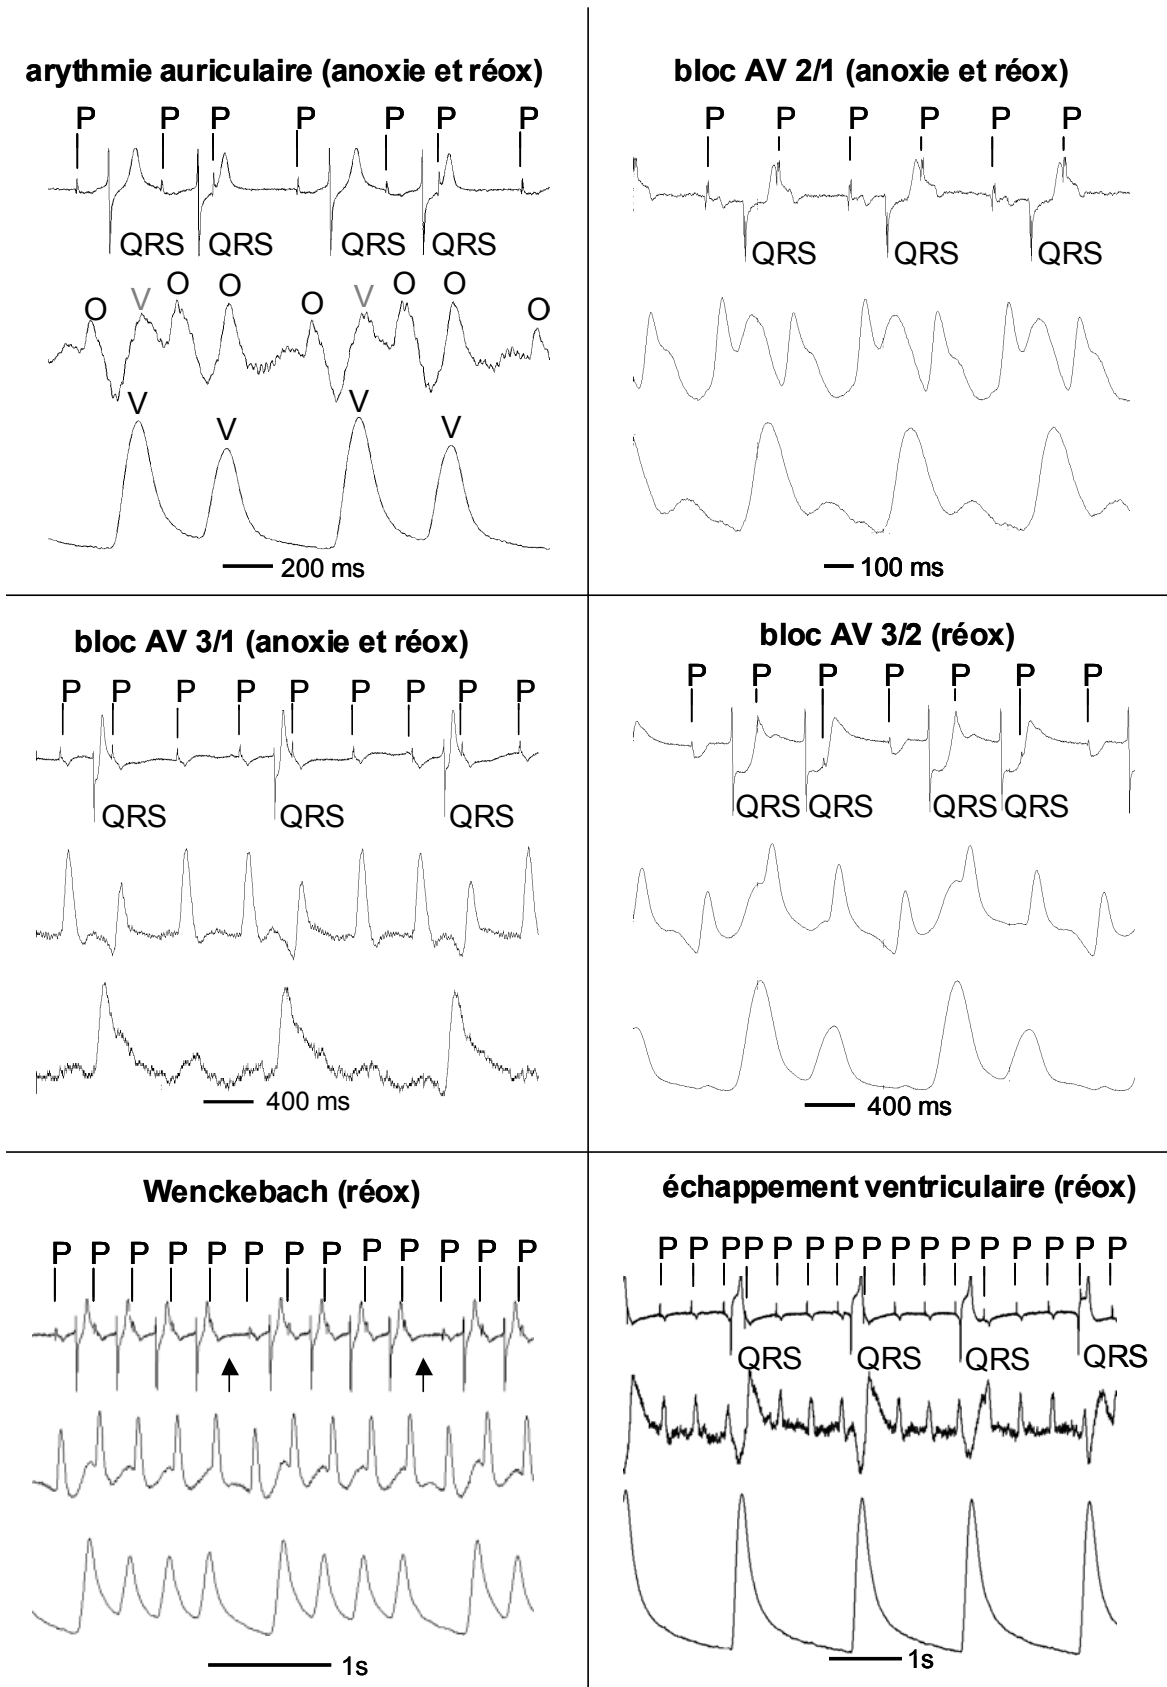 arythmie auriculaire (anoxie et réox)
P P P P P P P
QRS QRS QRS QRS
O V O O O V O O O
V V V V
200 ms
bloc AV 2/1 (anoxie et réox)
P P P P P P
QRS QRS QRS
100 ms
bloc AV 3/1 (anoxie et réox)
P P P P P P P P P
QRS QRS QRS
400 ms
bloc AV 3/2 (réox)
P P P P P P P
QRS QRS QRS QRS
400 ms
Wenckebach (réox)
P P P P P P P P P P P P P
1s
échappement ventriculaire (réox)
P P P P P P P P P P P P P P P P
QRS QRS QRS QRS
1s